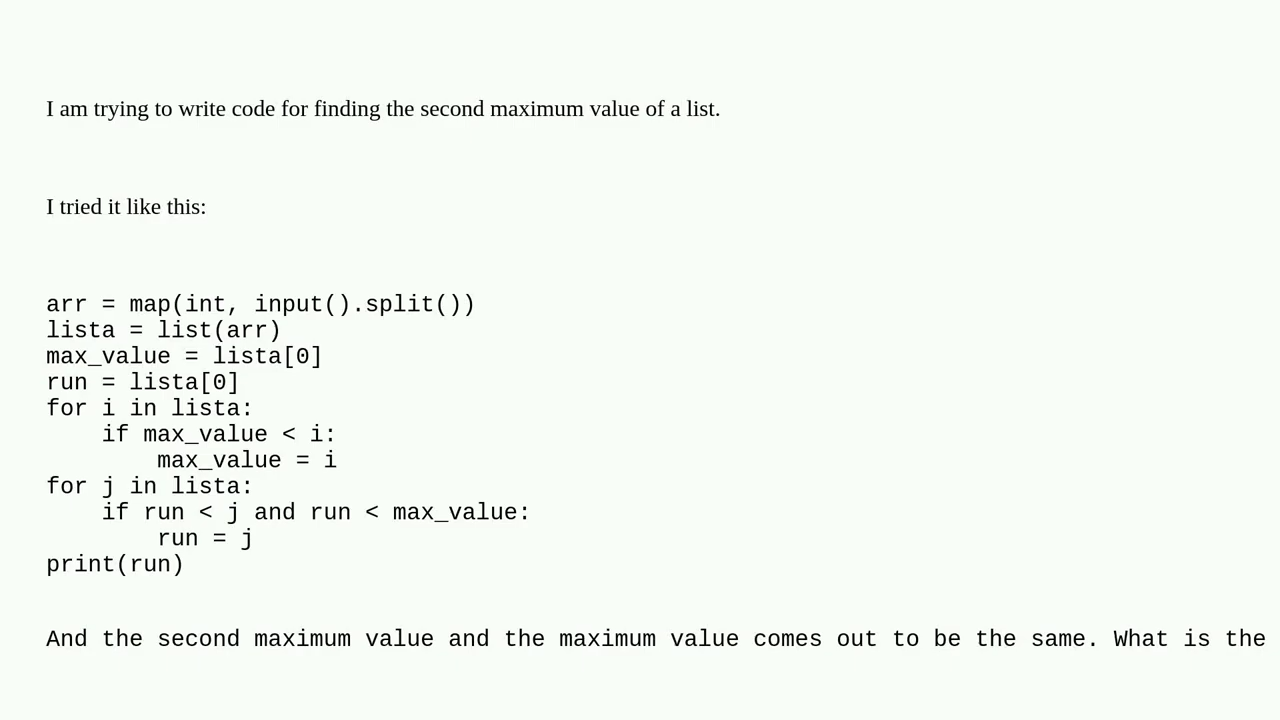 I am trying to write code for finding the second maximum value of a list.
I tried it like this:
arr = map(int, input().split())
lista = list(arr)
max_value = lista[0]
run = lista[0]
for i in lista:
    if max_value < i:
        max_value = i
for j in lista:
    if run < j and run < max_value:
        run = j
print(run)
And the second maximum value and the maximum value comes out to be the same. What is the